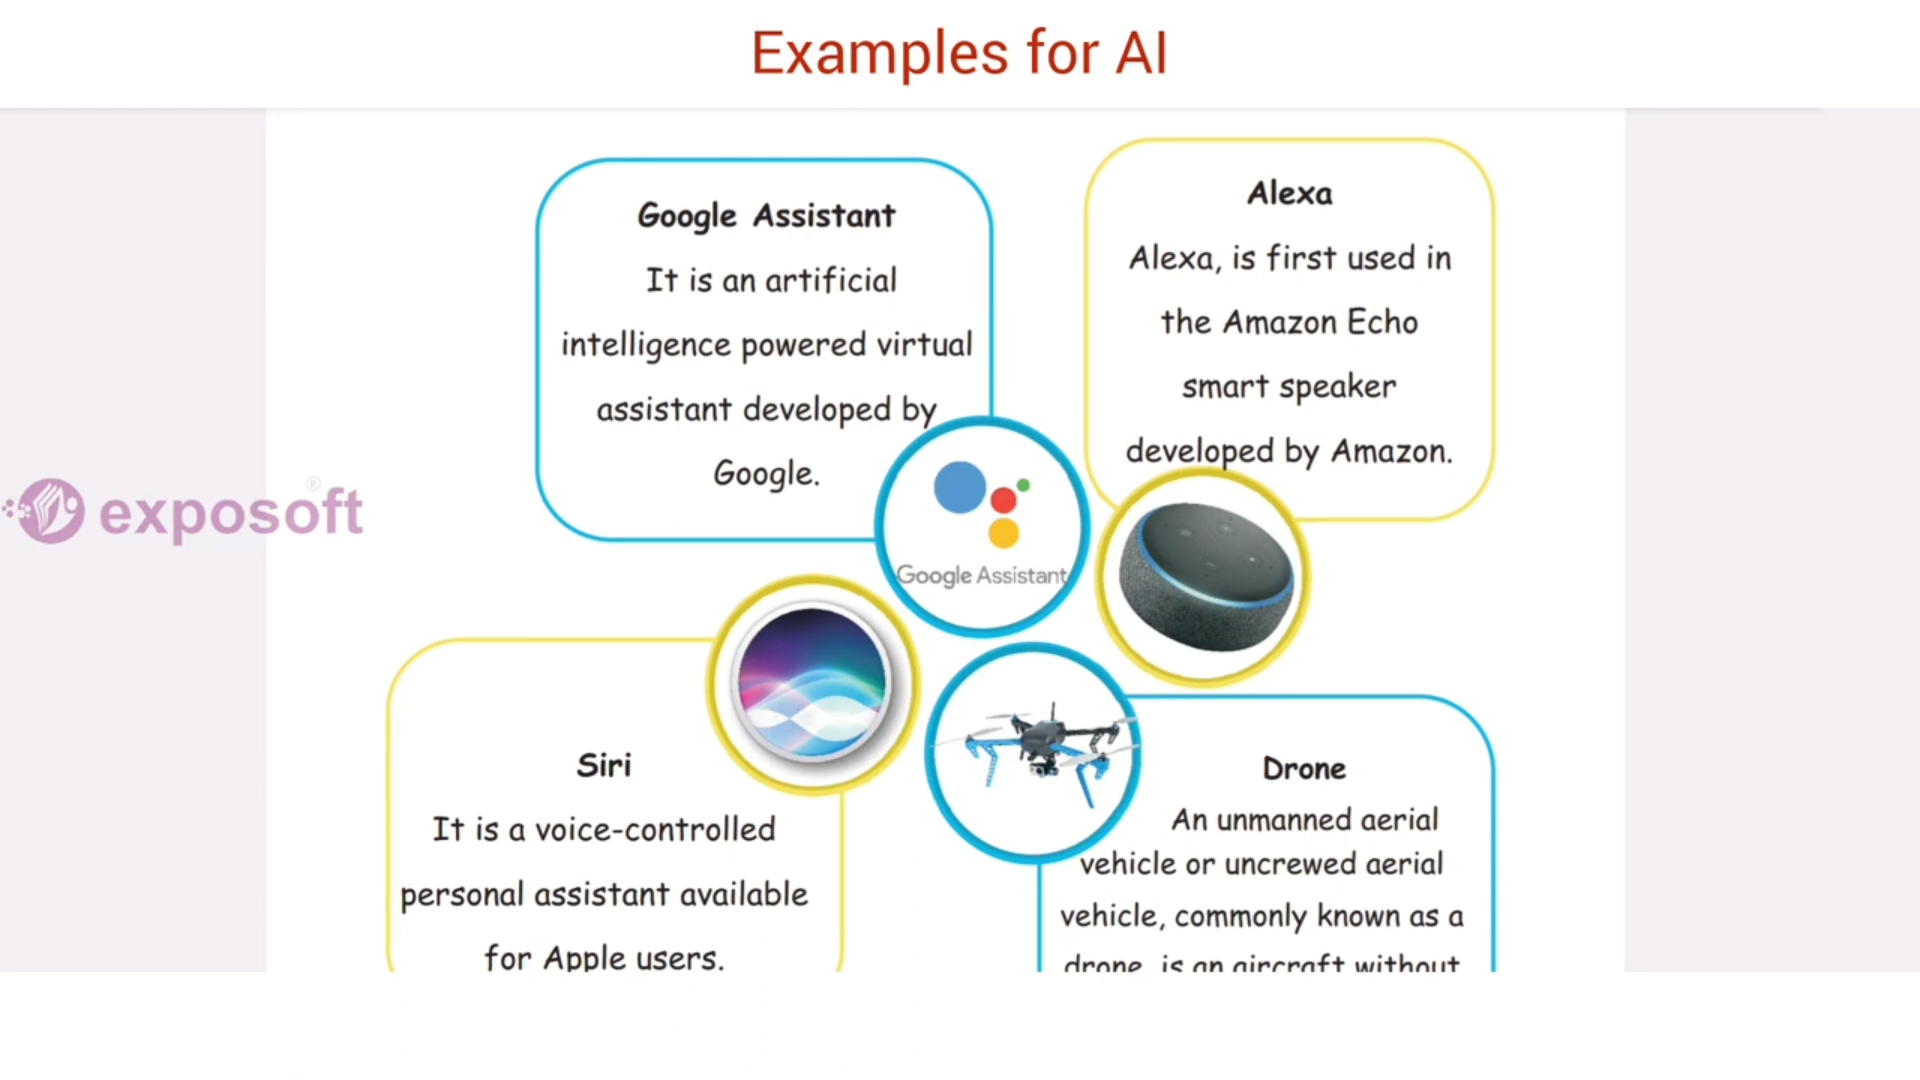 Examples for AI
Google Assistant
It is an artificial
intelligence powered virtual
assistant developed by
Google.
Alexa
Alexa, is first used in
the Amazon Echo
smart speaker
developed by Amazon.
Google Assistant
exposoft
®
Siri
It is a voice-controlled
personal assistant available
for Apple users.
Drone
An unmanned aerial
vehicle or uncrewed aerial
vehicle, commonly known as a
drone, is an aircraft without